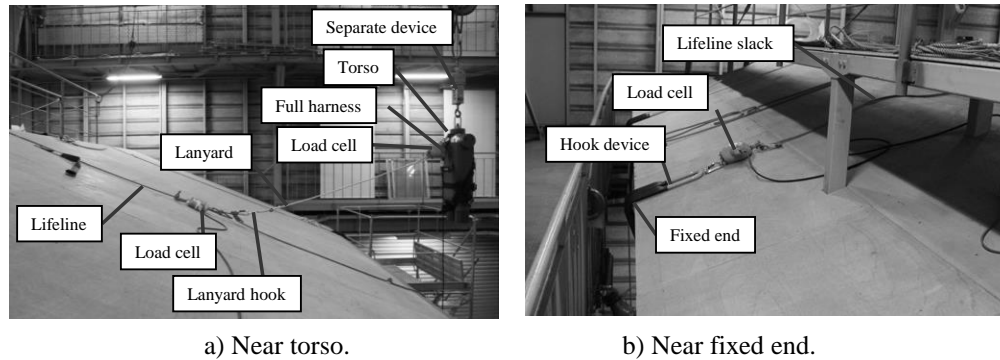 Separate device
Torso
Full harness
Load cell
Lanyard
Lifeline
Load cell
Lanyard hook
a) Near torso.
Lifeline slack
Load cell
Hook device
Fixed end
b) Near fixed end.